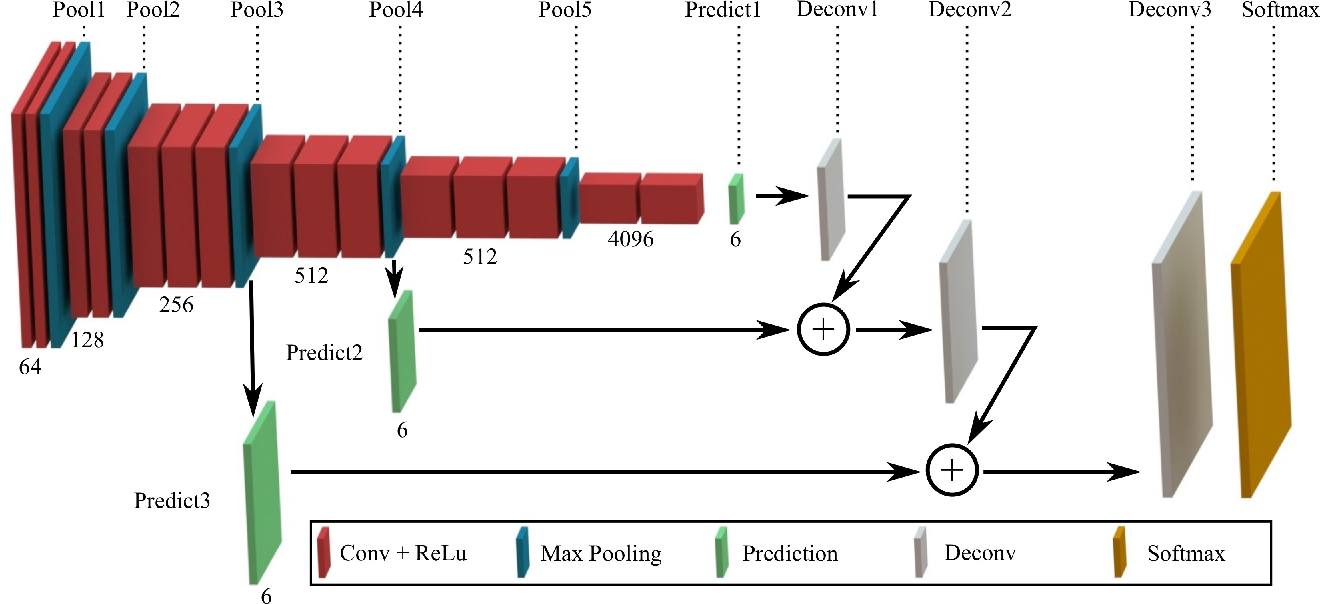 Pool1 Pool2 Pool3 Pool4 Pool5 Predict1 Deconv1 Deconv2 Deconv3 Softmax
64
128
256
512
512
4096
6
Predict2
6
Predict3
6
+
+
Conv + ReLu Max Pooling Prediction Deconv Softmax